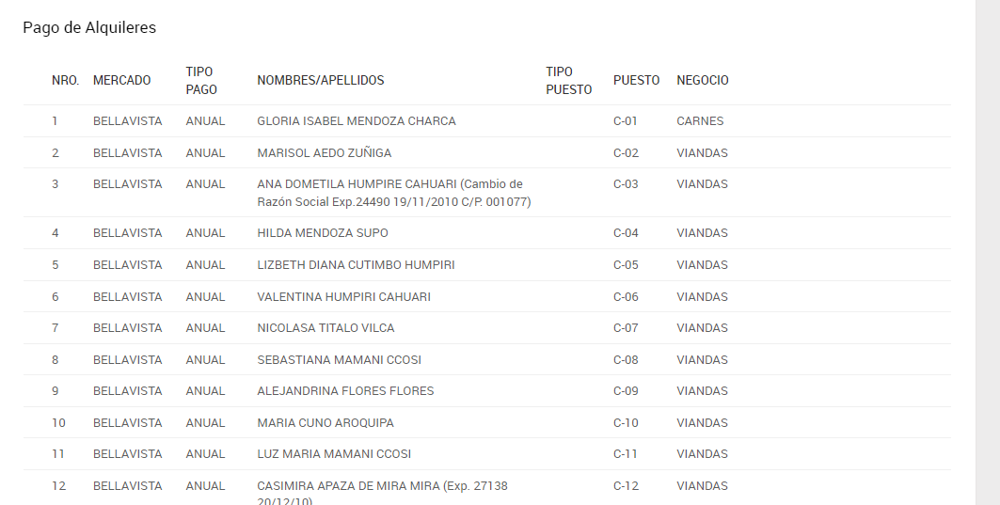 Pago de Alquileres
NRO. MERCADO TIPO PAGO NOMBRES/APELLIDOS TIPO PUESTO PUESTO NEGOCIO
1 BELLAVISTA ANUAL GLORIA ISABEL MENDOZA CHARCA C-01 CARNES
2 BELLAVISTA ANUAL MARISOL AEDO ZUÑIGA C-02 VIANDAS
3 BELLAVISTA ANUAL ANA DOMETILA HUMPIRE CAHUARI (Cambio de C-03 VIANDAS
Razón Social Exp.24490 19/11/2010 C/P. 001077)
4 BELLAVISTA ANUAL HILDA MENDOZA SUPO C-04 VIANDAS
5 BELLAVISTA ANUAL LIZBETH DIANA CUTIMBO HUMPIRI C-05 VIANDAS
6 BELLAVISTA ANUAL VALENTINA HUMPIRI CAHUARI C-06 VIANDAS
7 BELLAVISTA ANUAL NICOLASA TITALO VILCA C-07 VIANDAS
8 BELLAVISTA ANUAL SEBASTIANA MAMANI CCOSI C-08 VIANDAS
9 BELLAVISTA ANUAL ALEJANDRINA FLORES FLORES C-09 VIANDAS
10 BELLAVISTA ANUAL MARIA CUNO AROQUIPA C-10 VIANDAS
11 BELLAVISTA ANUAL LUZ MARIA MAMANI CCOSI C-11 VIANDAS
12 BELLAVISTA ANUAL CASIMIRA APAZA DE MIRA MIRA (Exp. 27138 C-12 VIANDAS
20/12/10)